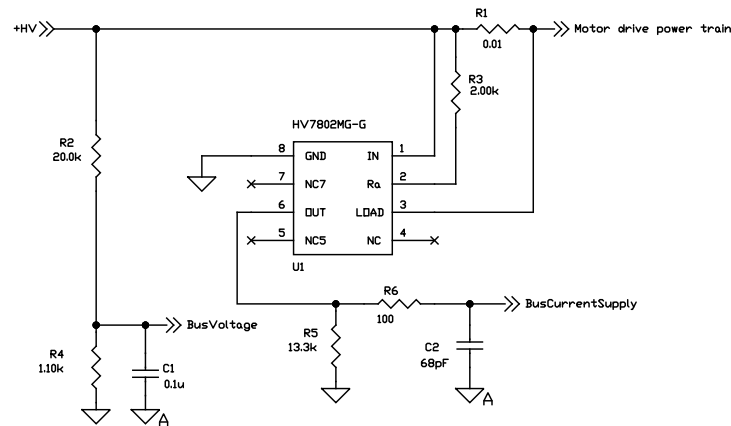 +HV
R1
0.01
Motor drive power train
R3
2.00k
R2
20.0k
HV7802MG-G
8 GND IN 1
7 NC7 Ra 2
6 OUT LOAD 3
5 NC5 NC 4
U1
R6
100
BusCurrentSupply
BusVoltage
R5
13.3k
C2
68pF
R4
1.10k
C1
0.1u
A
A